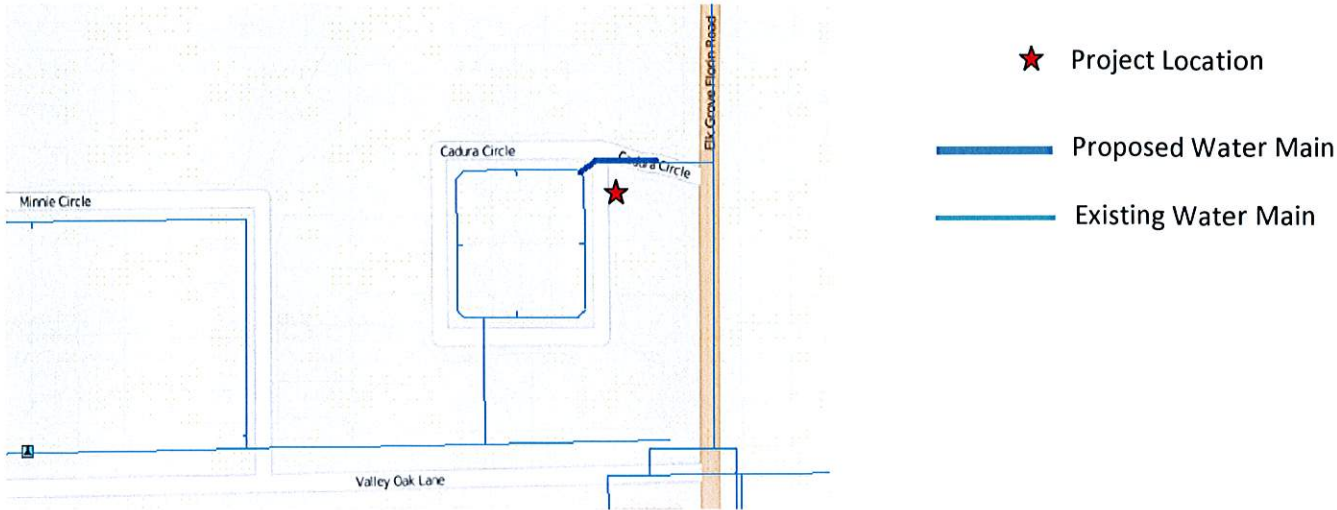 Elk Grove Florin Road
Cadura Circle
Cadura Circle
Minnie Circle
Valley Oak Lane
Project Location
Proposed Water Main
Existing Water Main